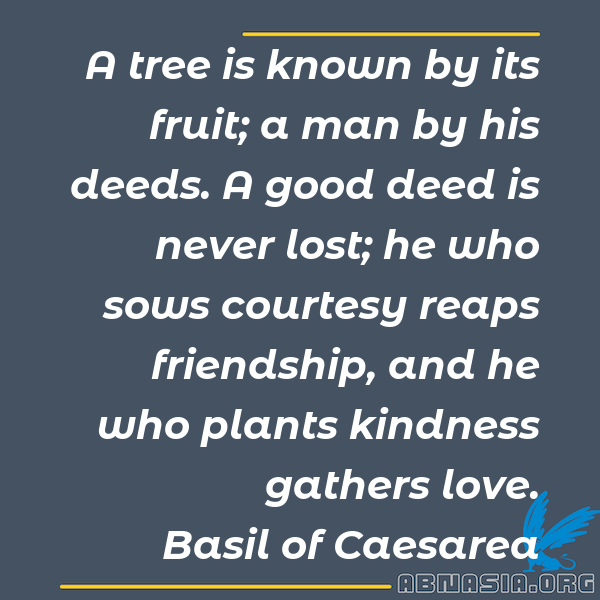 A tree is known by its
fruit; a man by his
deeds. A good deed is
never lost; he who
sows courtesy reaps
friendship, and he
who plants kindness
gathers love.
Basil of Caesarea
ABNASIA.ORG